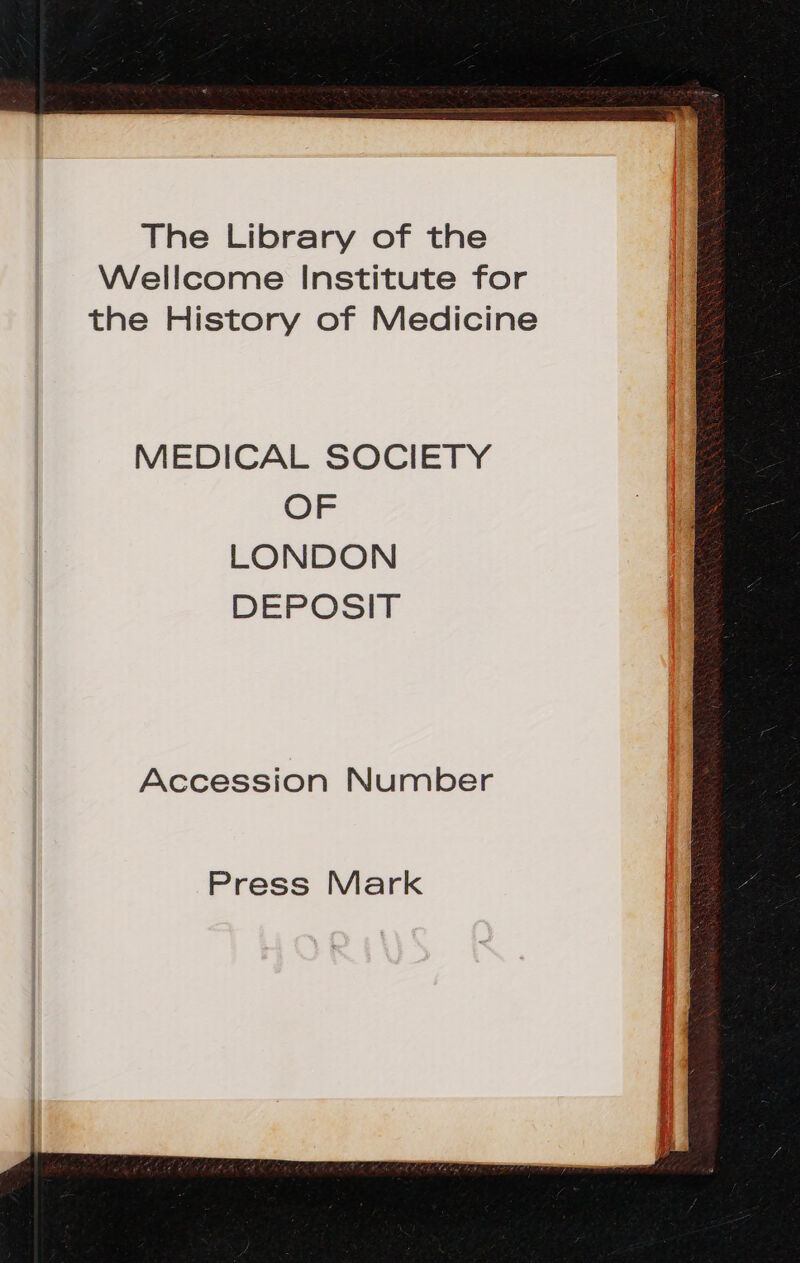 The Library of the
Wellcome Institute for
the History of Medicine
MEDICAL SOCIETY
OF
LONDON
DEPOSIT
Accession Number
Press Mark
HORIUS R.